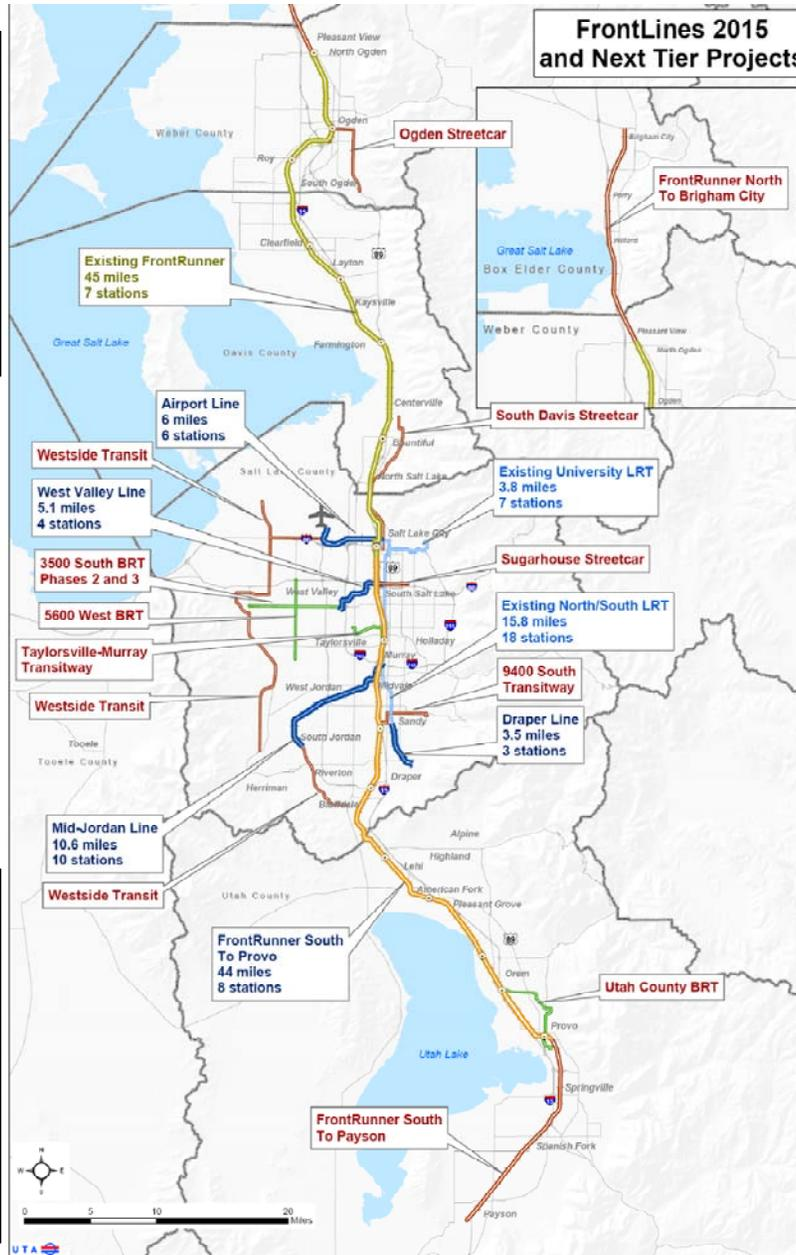 FrontLines 2015
and Next Tier Projects
Pleasant View
North Ogden
Ogden
Ogden Streetcar
Weber County
Roy
South Ogden
15
Clearfield
89
Layton
Existing FrontRunner
45 miles
7 stations
Kaysville
Great Salt Lake
Davis County
Farmington
Brigham City
FrontRunner North
To Brigham City
Perry
Willard
Great Salt Lake
Box Elder County
Weber County
Pleasant View
North Ogden
Ogden
Centerville
Airport Line
6 miles
6 stations
South Davis Streetcar
Bountiful
Westside Transit
Salt Lake County
North Salt Lake
West Valley Line
5.1 miles
4 stations
Existing University LRT
3.8 miles
7 stations
Salt Lake City
3500 South BRT
Phases 2 and 3
89
Sugarhouse Streetcar
West Valley
South Salt Lake
5600 West BRT
Existing North/South LRT
15.8 miles
18 stations
Taylorsville
Holladay
Taylorsville-Murray
Transitway
Murray
9400 South
Transitway
West Jordan
Midvale
Westside Transit
Sandy
Draper Line
3.5 miles
3 stations
South Jordan
Tooele
Tooele County
Riverton
Draper
Herriman
15
Bluffdale
Mid-Jordan Line
10.6 miles
10 stations
Alpine
Highland
Lehi
Westside Transit
Utah County
American Fork
Pleasant Grove
FrontRunner South
To Provo
44 miles
8 stations
89
Orem
Utah County BRT
Provo
Utah Lake
Springville
15
FrontRunner South
To Payson
Spanish Fork
Payson
N
W E
S
0 5 10 20
Miles
UTA